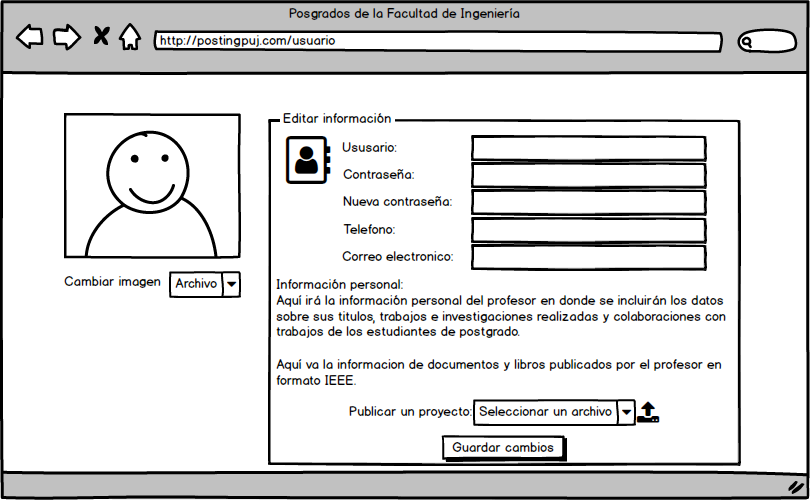 Posgrados de la Facultad de Ingeniería
http://postingpuj.com/usuario
Editar información
Ususario:
Contraseña:
Nueva contraseña:
Telefono:
Correo electronico:
Cambiar imagen
Archivo
Información personal:
Aquí irá la información personal del profesor en donde se incluirán los datos
sobre sus titulos, trabajos e investigaciones realizadas y colaboraciones con
trabajos de los estudiantes de postgrado.
Aquí va la informacion de documentos y libros publicados por el profesor en
formato IEEE.
Publicar un proyecto: Seleccionar un archivo
Guardar cambios